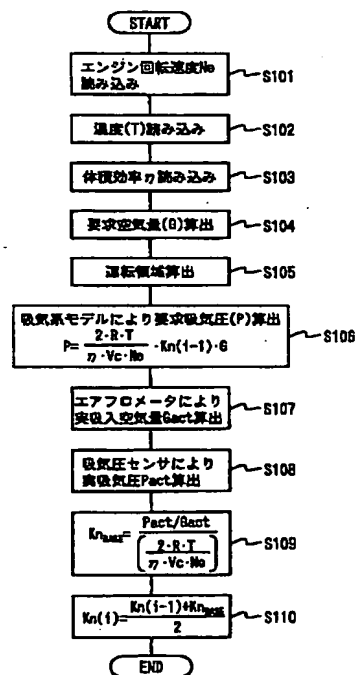 START
エンジン回転速度Ne
読み込み
S101
温度(T)読み込み
S102
体積効率η読み込み
S103
要求空気量(G)算出
S104
運転領域算出
S105
吸気系モデルにより要求吸気圧(P)算出
P= 2·R·T / η·Vc·Ne ·Kn(i-1)·G
S106
エアフロメータにより
実吸入空気量Gact算出
S107
吸気圧センサにより
実吸気圧Pact算出
S108
Kn_BASE= Pact/Gact / (2·R·T / η·Vc·Ne)
S109
Kn(i)= Kn(i-1)+Kn_BASE / 2
S110
END